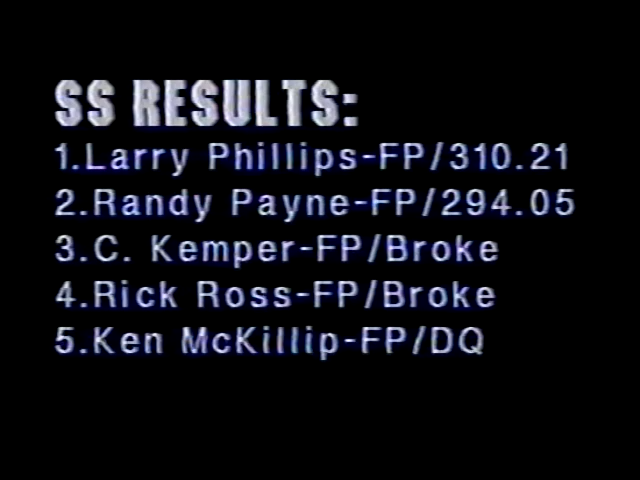 SS RESULTS:
1.Larry Phillips-FP/310.21
2.Randy Payne-FP/294.05
3.C. Kemper-FP/Broke
4.Rick Ross-FP/Broke
5.Ken McKillip-FP/DQ